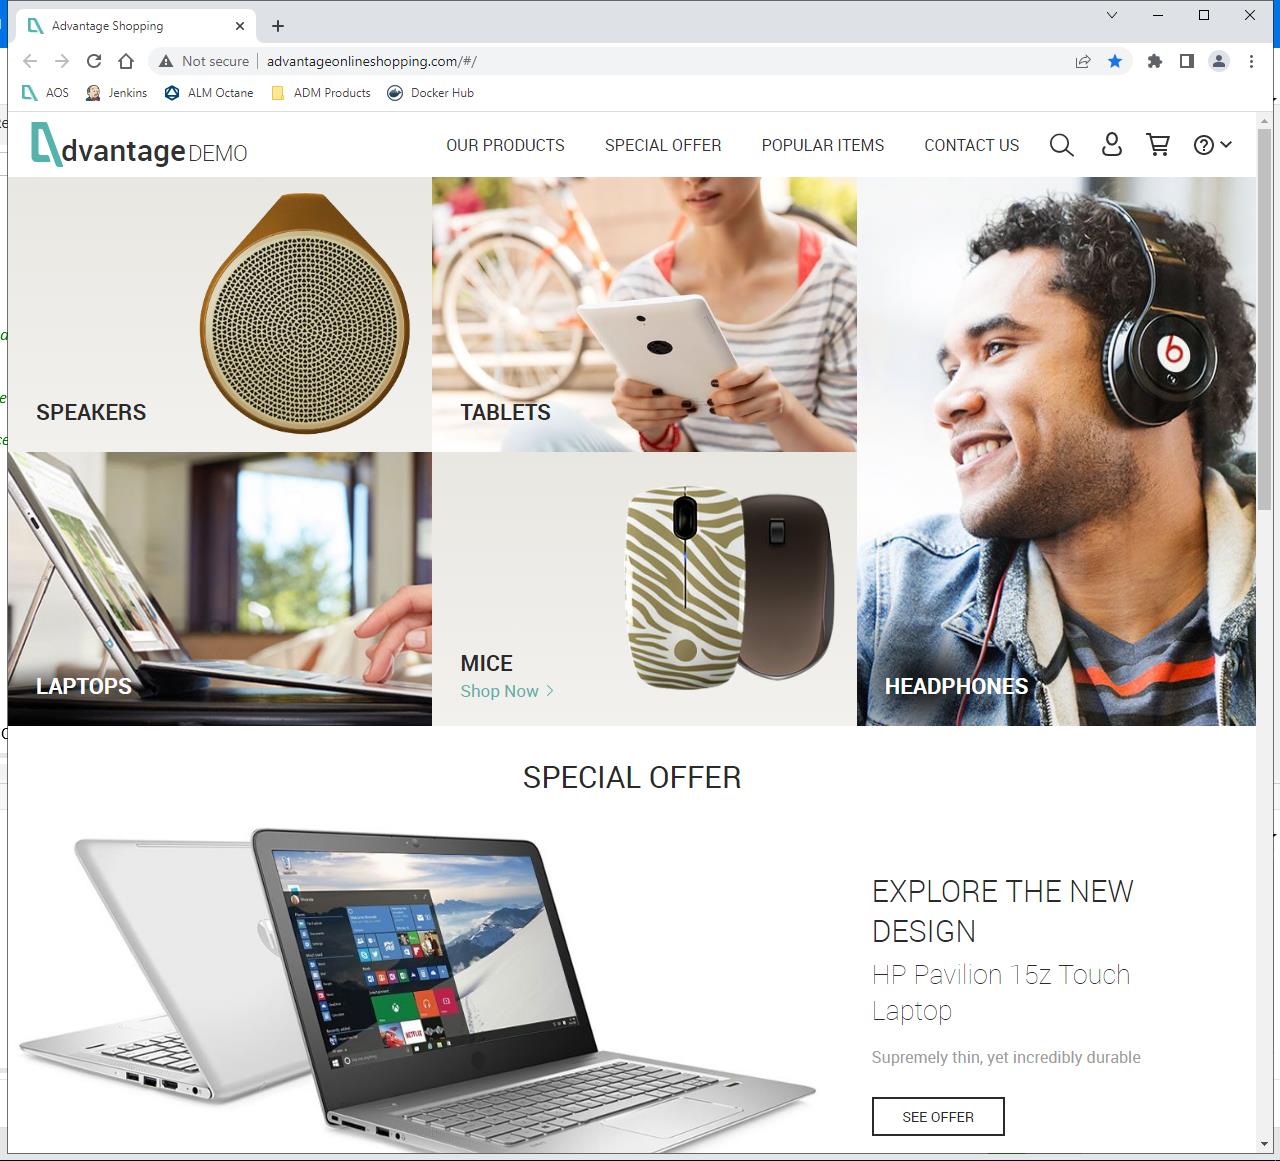 Advantage Shopping
Not secure
advantageonlineshopping.com/#/
AOS
Jenkins
ALM Octane
ADM Products
Docker Hub
dvantage DEMO
OUR PRODUCTS
SPECIAL OFFER
POPULAR ITEMS
CONTACT US
SPEAKERS
TABLETS
LAPTOPS
MICE
Shop Now
HEADPHONES
SPECIAL OFFER
EXPLORE THE NEW
DESIGN
HP Pavilion 15z Touch
Laptop
Supremely thin, yet incredibly durable
SEE OFFER